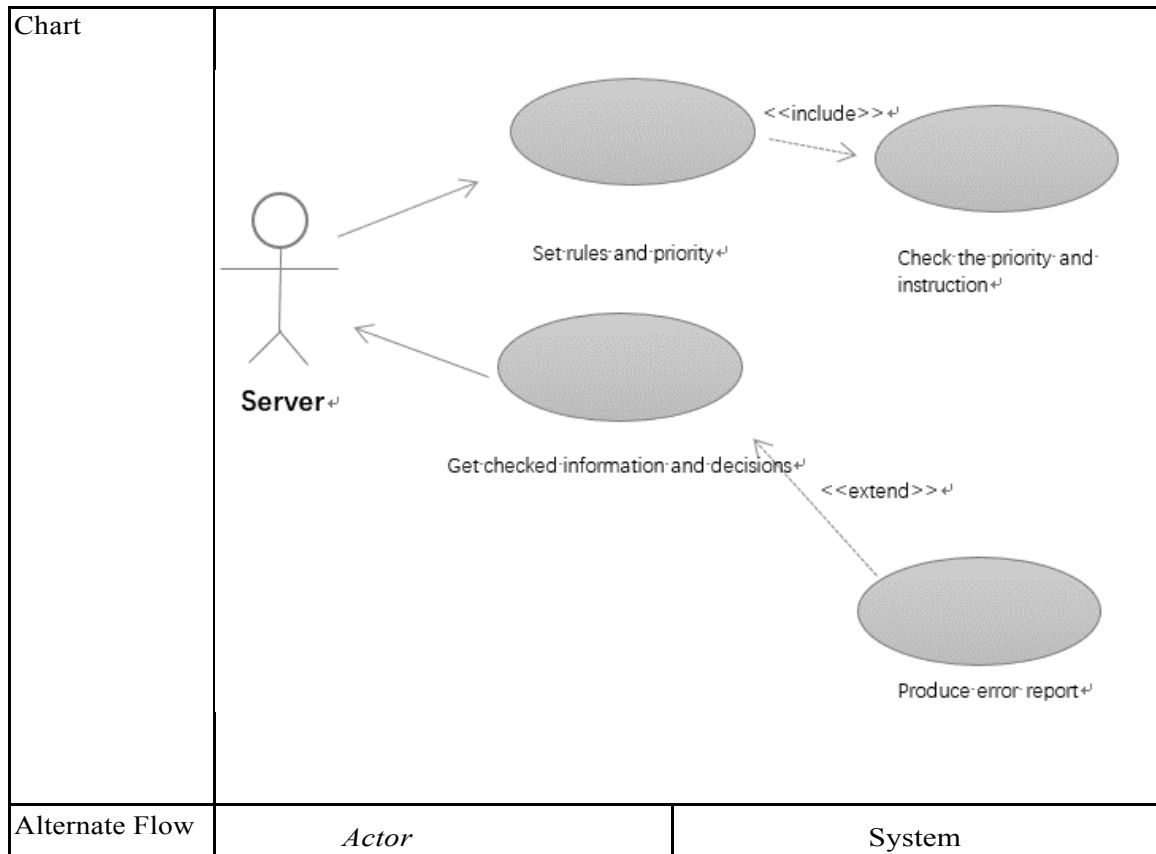 Chart
<<include>>↵
Set·rules·and·priority↵
Check·the·priority·and·
instruction↵
Server↵
Get·checked·information·and·decisions↵
<<extend>>↵
Produce·error·report↵
Alternate Flow
Actor
System